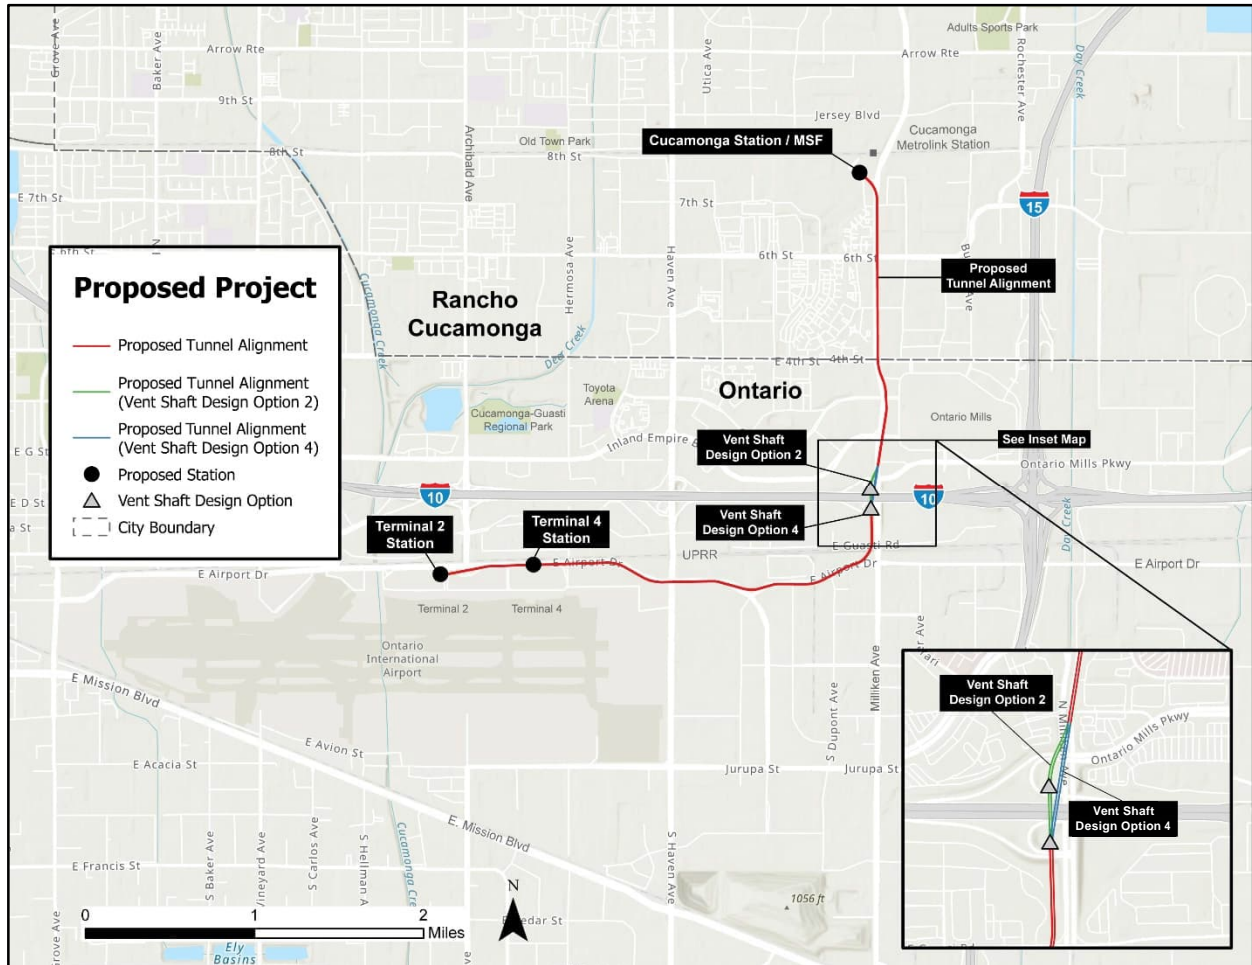 Adults Sports Park
Grove Ave
Baker Ave
Arrow Rte
Utica Ave
Arrow Rte
Rochester Ave
Day Creek
9th St
Jersey Blvd
Cucamonga Station / MSF
Cucamonga
Metrolink Station
Archibald Ave
Old Town Park
8th St
8th St
E 7th St
7th St
15
Haven Ave
Hermosa Ave
6th St
6th St
Proposed
Tunnel Alignment
Proposed Project
Proposed Tunnel Alignment
Proposed Tunnel Alignment
(Vent Shaft Design Option 2)
Proposed Tunnel Alignment
(Vent Shaft Design Option 4)
Proposed Station
Vent Shaft Design Option
City Boundary
Cucamonga Creek
Rancho
Cucamonga
Deer Creek
E 4th St
4th St
Toyota
Arena
Ontario
Cucamonga-Guasti
Regional Park
Ontario Mills
Inland Empire
Vent Shaft
Design Option 2
See Inset Map
E G St
Ontario Mills Pkwy
E D St
10
10
Vent Shaft
Design Option 4
Terminal 2
Station
Terminal 4
Station
UPRR
E Guasti Rd
Day Creek
E Airport Dr
E Airport Dr
E Airport Dr
E Airport Dr
Terminal 2
Terminal 4
Ontario
International
Airport
E Mission Blvd
Milliken Ave
S Dupont Ave
E Avion St
E Acacia St
Jurupa St
Jurupa St
E. Mission Blvd
S Haven Ave
E Francis St
S Baker Ave
Vineyard Ave
S Carlos Ave
S Hellman A
Grove Ave
1056 ft
N
0
1
2
Miles
Ely
Basins
Vent Shaft
Design Option 2
Ontario Mills Pkwy
Vent Shaft
Design Option 4